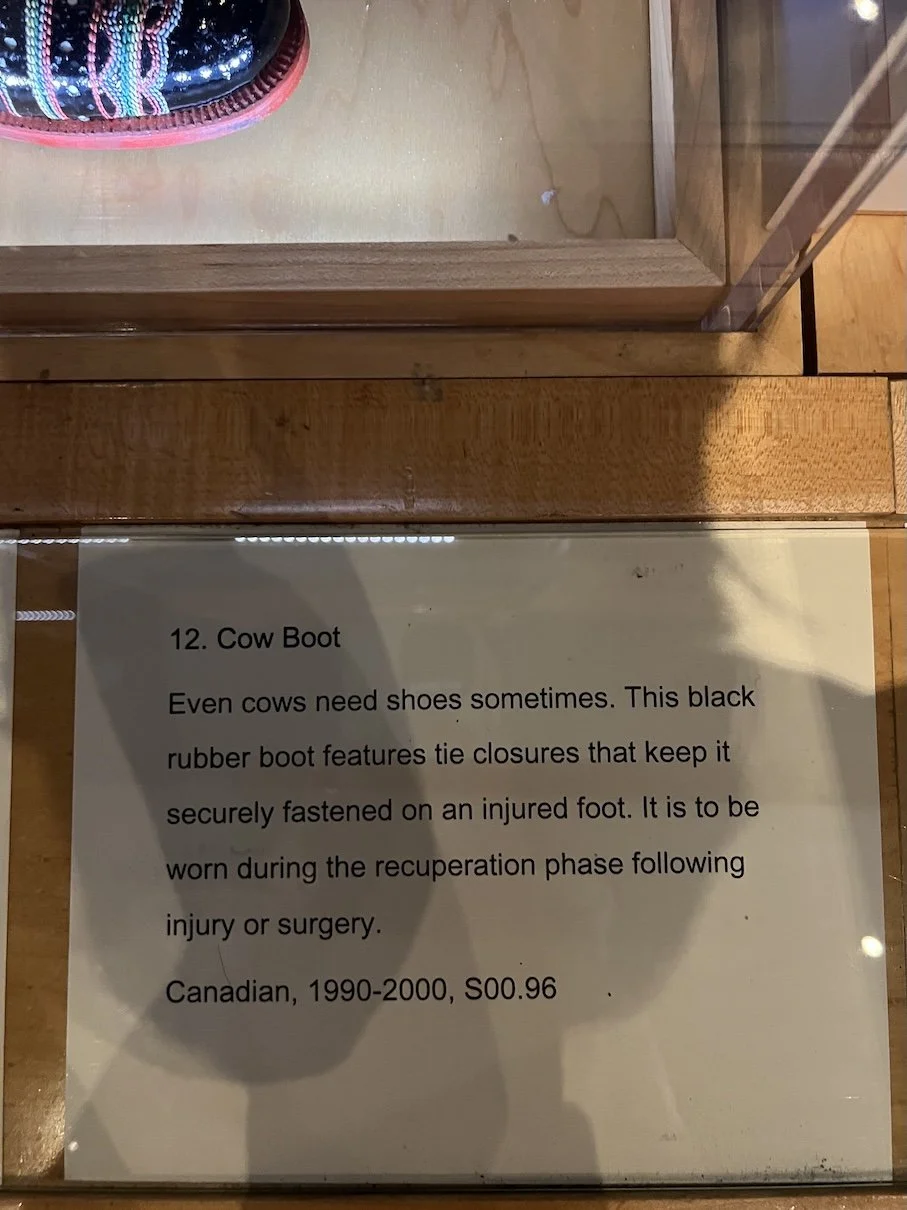 12. Cow Boot
Even cows need shoes sometimes. This black
rubber boot features tie closures that keep it
securely fastened on an injured foot. It is to be
worn during the recuperation phase following
injury or surgery.
Canadian, 1990-2000, S00.96